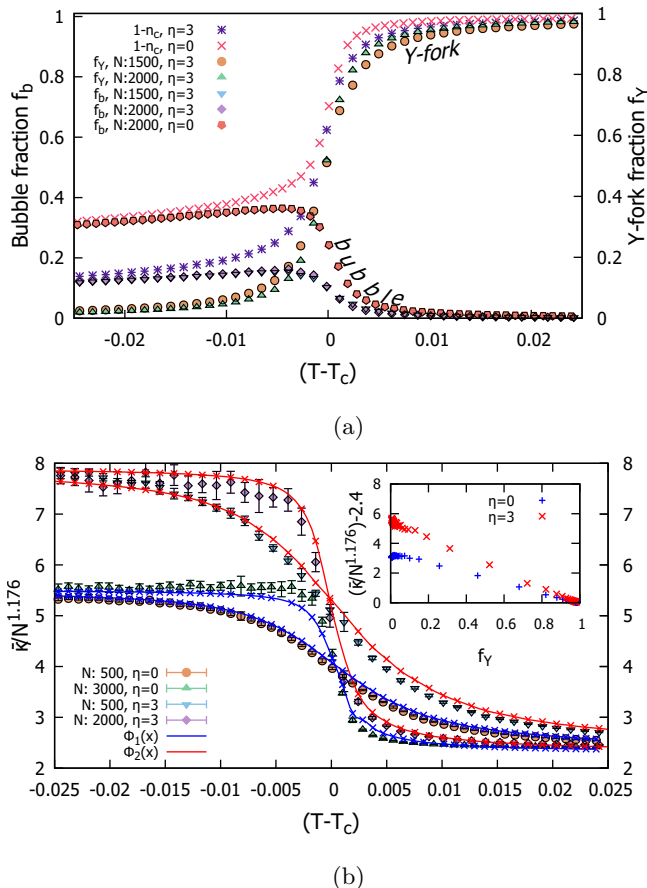 Bubble fraction f_b
Y-fork fraction f_Y
1
0.8
0.6
0.4
0.2
0
1
0.8
0.6
0.4
0.2
0
1-n_c, η=3
1-n_c, η=0
f_Y, N:1500, η=3
f_Y, N:2000, η=3
f_b, N:1500, η=3
f_b, N:2000, η=3
f_b, N:2000, η=0
Y-fork
bubble
-0.02 -0.01 0 0.01 0.02
(T-T_c)
(a)
κ̄/N^1.176
8
7
6
5
4
3
2
8
7
6
5
4
3
2
(κ̄/N^1.176)-2.4
8
6
4
2
0
η=0
η=3
0 0.2 0.4 0.6 0.8 1
f_Y
N: 500, η=0
N: 3000, η=0
N: 500, η=3
N: 2000, η=3
Φ_1(x)
Φ_2(x)
-0.025 -0.02 -0.015 -0.01 -0.005 0 0.005 0.01 0.015 0.02 0.025
(T-T_c)
(b)